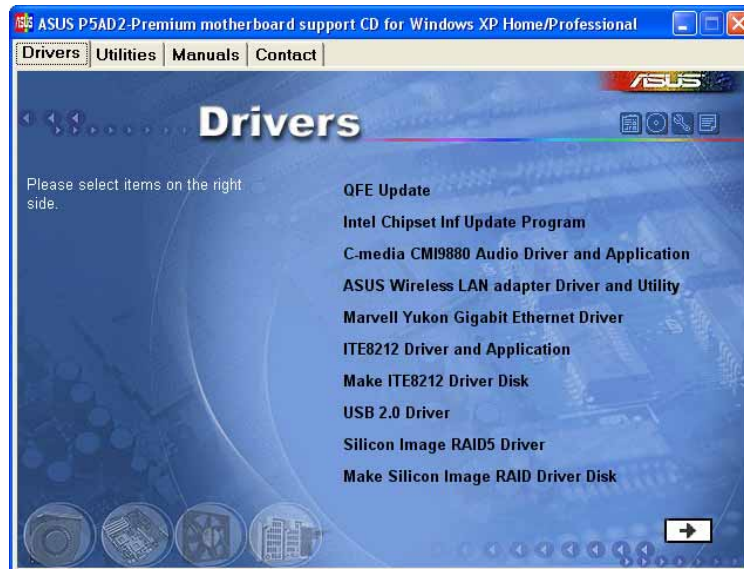 ASUS P5AD2-Premium motherboard support CD for Windows XP Home/Professional
Drivers Utilities Manuals Contact
ASUS
Drivers
Please select items on the right
side.
QFE Update
Intel Chipset Inf Update Program
C-media CMI9880 Audio Driver and Application
ASUS Wireless LAN adapter Driver and Utility
Marvell Yukon Gigabit Ethernet Driver
ITE8212 Driver and Application
Make ITE8212 Driver Disk
USB 2.0 Driver
Silicon Image RAID5 Driver
Make Silicon Image RAID Driver Disk